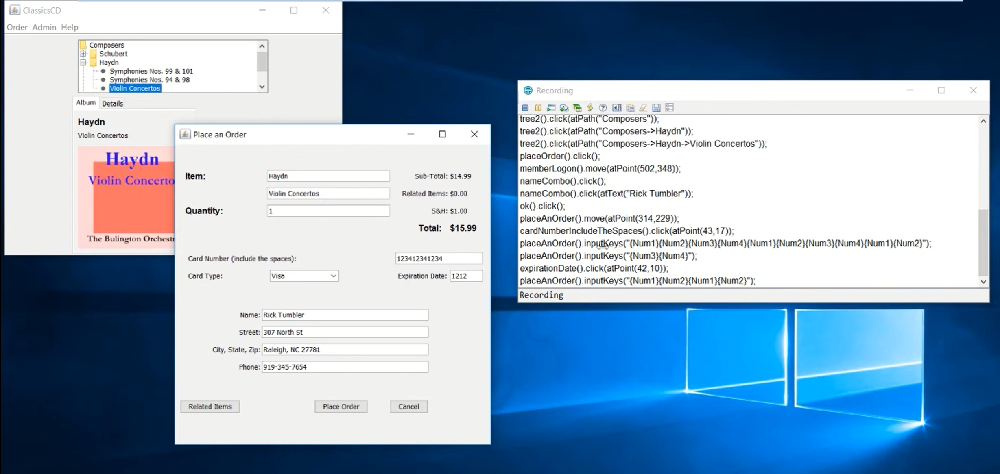 ClassicsCD
Order Admin Help
Composers
Schubert
Haydn
Symphonies Nos. 99 & 101
Symphonies Nos. 94 & 98
Violin Concertos
Album Details
Haydn
Violin Concertos
Haydn
Violin Concerto
The Bulington Orchestr
Place an Order
Item: Haydn Sub-Total: $14.99
Violin Concertos Related Items: $0.00
Quantity: 1 S&H: $1.00
Total: $15.99
Card Number (include the spaces): 123412341234
Card Type: Visa Expiration Date: 1212
Name: Rick Tumbler
Street: 307 North St
City, State, Zip: Raleigh, NC 27781
Phone: 919-345-7654
Related Items Place Order Cancel
Recording
tree2().click(atPath("Composers"));
tree2().click(atPath("Composers->Haydn"));
tree2().click(atPath("Composers->Haydn->Violin Concertos"));
placeOrder().click();
memberLogon().move(atPoint(502,348));
nameCombo().click();
nameCombo().click(atText("Rick Tumbler"));
ok().click();
placeAnOrder().move(atPoint(314,229));
cardNumberIncludeTheSpaces().click(atPoint(43,17));
placeAnOrder().inputKeys("{Num1}{Num2}{Num3}{Num4}{Num1}{Num2}{Num3}{Num4}{Num1}{Num2}");
placeAnOrder().inputKeys("{Num3}{Num4}");
expirationDate().click(atPoint(42,10));
placeAnOrder().inputKeys("{Num1}{Num2}{Num1}{Num2}");
Recording